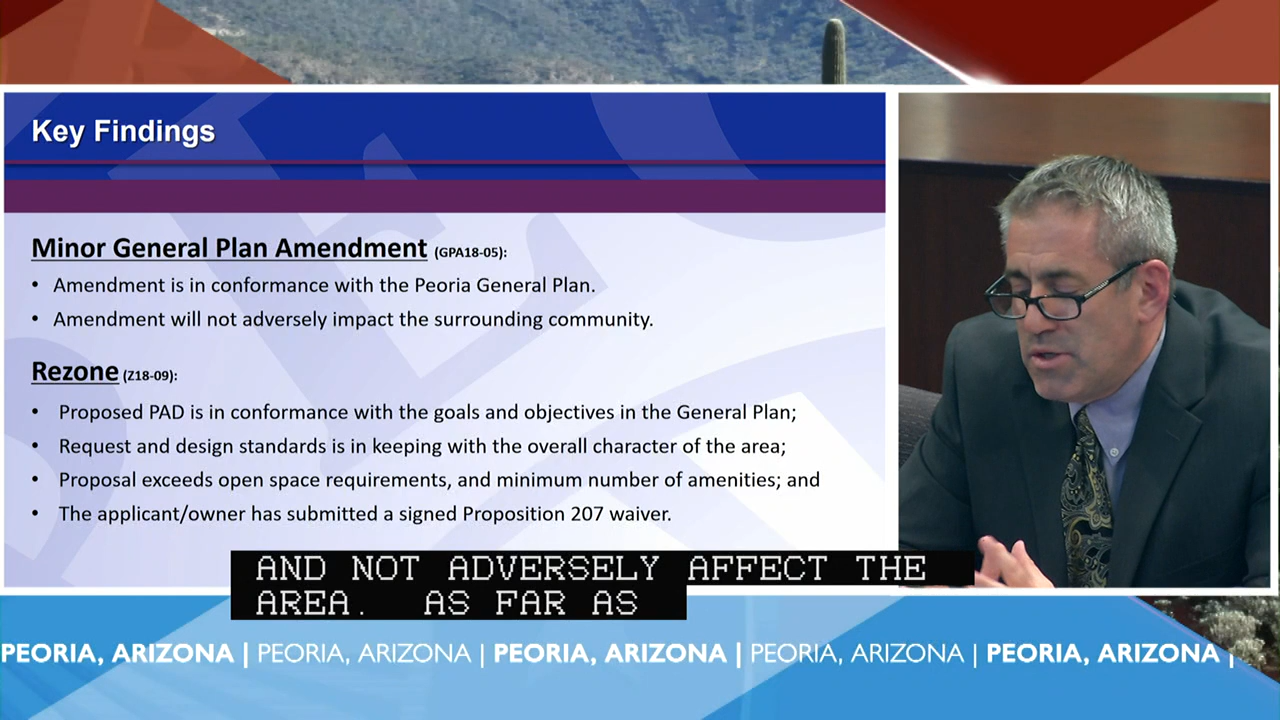 Key Findings
Minor General Plan Amendment (GPA18-05):
• Amendment is in conformance with the Peoria General Plan.
• Amendment will not adversely impact the surrounding community.
Rezone (Z18-09):
• Proposed PAD is in conformance with the goals and objectives in the General Plan;
• Request and design standards is in keeping with the overall character of the area;
• Proposal exceeds open space requirements, and minimum number of amenities; and
• The applicant/owner has submitted a signed Proposition 207 waiver.
AND NOT ADVERSELY AFFECT THE
AREA. AS FAR AS
PEORIA, ARIZONA | PEORIA, ARIZONA | PEORIA, ARIZONA | PEORIA, ARIZONA | PEORIA, ARIZONA |